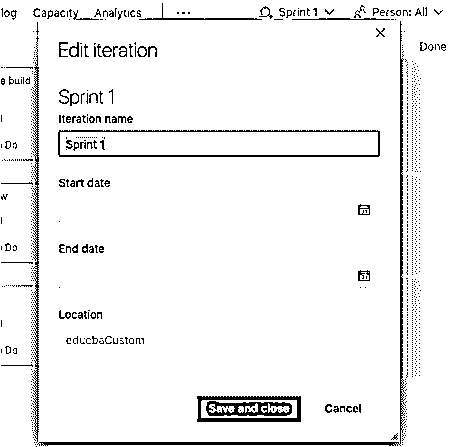 log Capacity Analytics ... Sprint 1 Person: All
Done
Edit iteration
Sprint 1
Iteration name
Sprint 1
Start date
End date
Location
educbaCustom
Save and close Cancel
build
Do
w
Do
Do